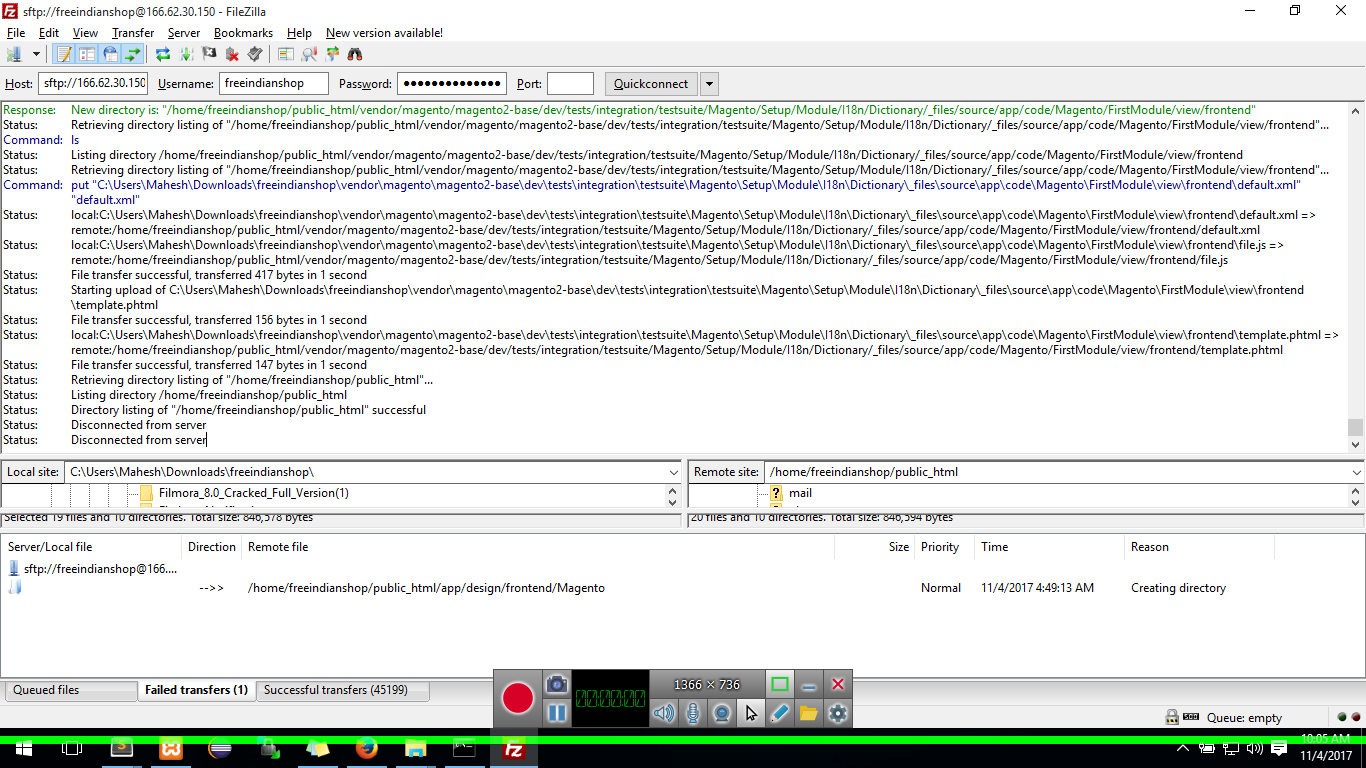 sftp://freeindianshop@166.62.30.150 - FileZilla
File Edit View Transfer Server Bookmarks Help New version available!
Host: sftp://166.62.30.150 Username: freeindianshop Password: ●●●●●●●●●●●●●● Port: Quickconnect
Response: New directory is: "/home/freeindianshop/public_html/vendor/magento/magento2-base/dev/tests/integration/testsuite/Magento/Setup/Module/I18n/Dictionary/_files/source/app/code/Magento/FirstModule/view/frontend"
Status: Retrieving directory listing of "/home/freeindianshop/public_html/vendor/magento/magento2-base/dev/tests/integration/testsuite/Magento/Setup/Module/I18n/Dictionary/_files/source/app/code/Magento/FirstModule/view/frontend"...
Command: ls
Status: Listing directory /home/freeindianshop/public_html/vendor/magento/magento2-base/dev/tests/integration/testsuite/Magento/Setup/Module/I18n/Dictionary/_files/source/app/code/Magento/FirstModule/view/frontend
Status: Retrieving directory listing of "/home/freeindianshop/public_html/vendor/magento/magento2-base/dev/tests/integration/testsuite/Magento/Setup/Module/I18n/Dictionary/_files/source/app/code/Magento/FirstModule/view/frontend"...
Command: put "C:\Users\Mahesh\Downloads\freeindianshop\vendor\magento\magento2-base\dev\tests\integration\testsuite\Magento\Setup\Module\I18n\Dictionary\_files\source\app\code\Magento\FirstModule\view\frontend\default.xml"
"default.xml"
Status: local:C:\Users\Mahesh\Downloads\freeindianshop\vendor\magento\magento2-base\dev\tests\integration\testsuite\Magento\Setup\Module\I18n\Dictionary\_files\source\app\code\Magento\FirstModule\view\frontend\default.xml =>
remote:/home/freeindianshop/public_html/vendor/magento/magento2-base/dev/tests/integration/testsuite/Magento/Setup/Module/I18n/Dictionary/_files/source/app/code/Magento/FirstModule/view/frontend/default.xml
Status: local:C:\Users\Mahesh\Downloads\freeindianshop\vendor\magento\magento2-base\dev\tests\integration\testsuite\Magento\Setup\Module\I18n\Dictionary\_files\source\app\code\Magento\FirstModule\view\frontend\file.js =>
remote:/home/freeindianshop/public_html/vendor/magento/magento2-base/dev/tests/integration/testsuite/Magento/Setup/Module/I18n/Dictionary/_files/source/app/code/Magento/FirstModule/view/frontend/file.js
Status: File transfer successful, transferred 417 bytes in 1 second
Status: Starting upload of C:\Users\Mahesh\Downloads\freeindianshop\vendor\magento\magento2-base\dev\tests\integration\testsuite\Magento\Setup\Module\I18n\Dictionary\_files\source\app\code\Magento\FirstModule\view\frontend
\template.phtml
Status: File transfer successful, transferred 156 bytes in 1 second
Status: local:C:\Users\Mahesh\Downloads\freeindianshop\vendor\magento\magento2-base\dev\tests\integration\testsuite\Magento\Setup\Module\I18n\Dictionary\_files\source\app\code\Magento\FirstModule\view\frontend\template.phtml =>
remote:/home/freeindianshop/public_html/vendor/magento/magento2-base/dev/tests/integration/testsuite/Magento/Setup/Module/I18n/Dictionary/_files/source/app/code/Magento/FirstModule/view/frontend/template.phtml
Status: File transfer successful, transferred 147 bytes in 1 second
Status: Retrieving directory listing of "/home/freeindianshop/public_html"...
Status: Listing directory /home/freeindianshop/public_html
Status: Directory listing of "/home/freeindianshop/public_html" successful
Status: Disconnected from server
Status: Disconnected from server
Local site: C:\Users\Mahesh\Downloads\freeindianshop\ Remote site: /home/freeindianshop/public_html
Filmora_8.0_Cracked_Full_Version(1) mail
Selected 19 files and 10 directories. Total size: 846,578 bytes 20 files and 10 directories. Total size: 846,594 bytes
Server/Local file Direction Remote file Size Priority Time Reason
sftp://freeindianshop@166....
-->> /home/freeindianshop/public_html/app/design/frontend/Magento Normal 11/4/2017 4:49:13 AM Creating directory
1366 × 736
Queued files Failed transfers (1) Successful transfers (45199)
Queue: empty
10:05 AM
11/4/2017